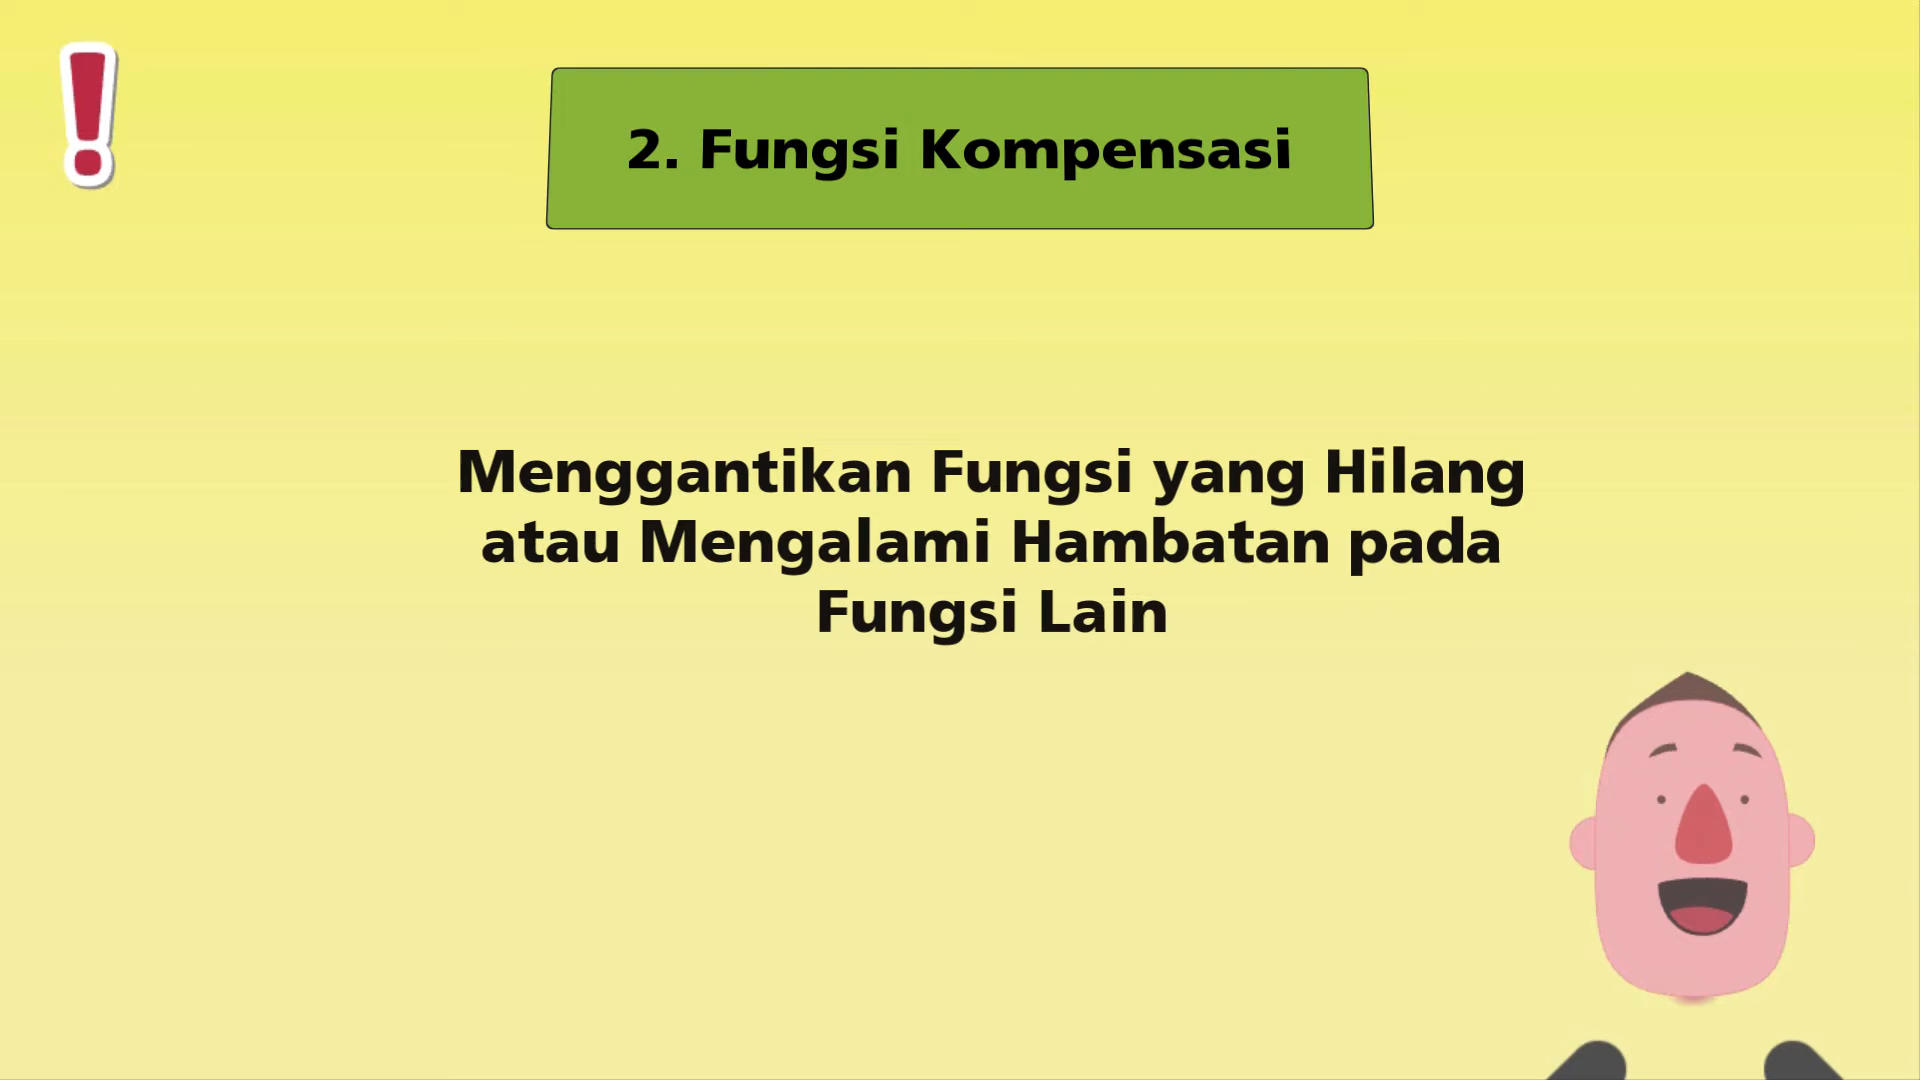 2. Fungsi Kompensasi
Menggantikan Fungsi yang Hilang
atau Mengalami Hambatan pada
Fungsi Lain